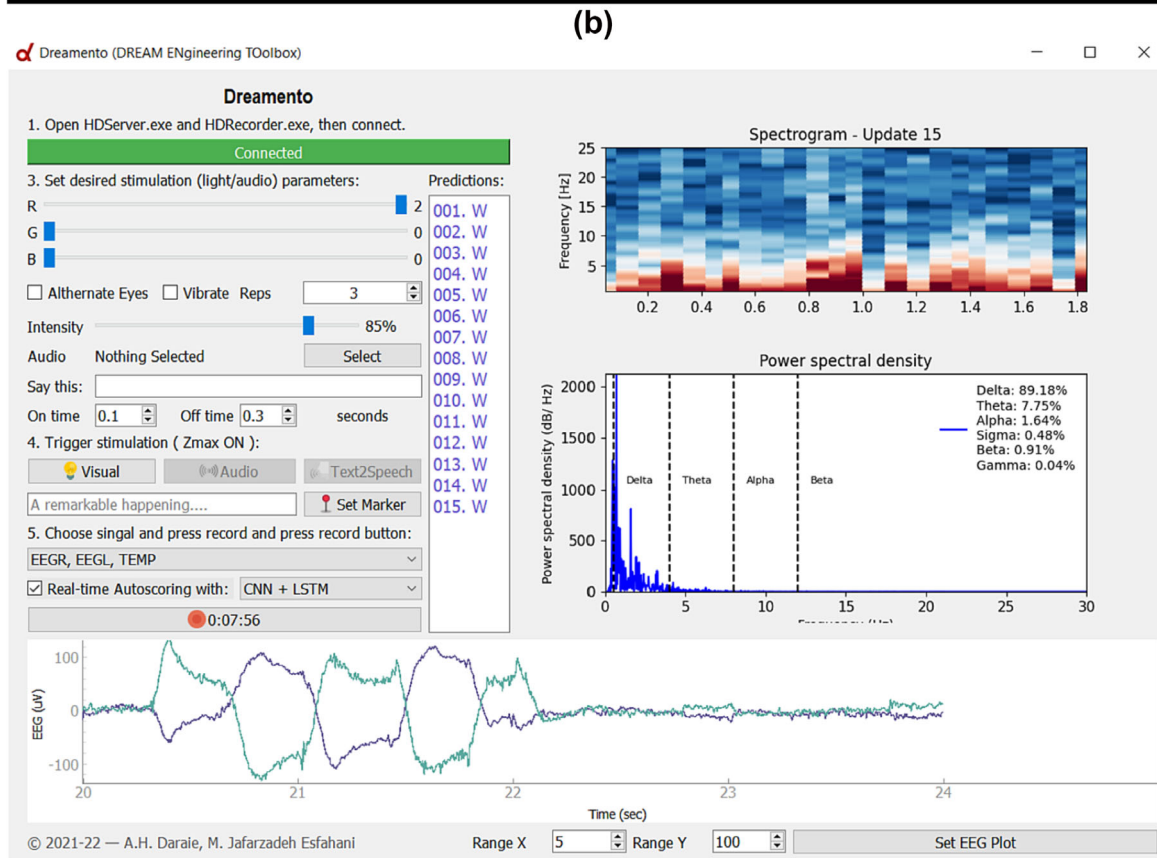 (b)
Dreamento (DREAM ENgineering TOolbox)
Dreamento
1. Open HDServer.exe and HDRecorder.exe, then connect.
Connected
3. Set desired stimulation (light/audio) parameters:
R 2
G 0
B 0
Althernate Eyes Vibrate Reps 3
Intensity 85%
Audio Nothing Selected Select
Say this:
On time 0.1 Off time 0.3 seconds
4. Trigger stimulation ( Zmax ON ):
Visual Audio Text2Speech
A remarkable happening.... Set Marker
5. Choose singal and press record and press record button:
EEGR, EEGL, TEMP
Real-time Autoscoring with: CNN + LSTM
0:07:56
Predictions:
001. W
002. W
003. W
004. W
005. W
006. W
007. W
008. W
009. W
010. W
011. W
012. W
013. W
014. W
015. W
Spectrogram - Update 15
Frequency [Hz]
25
20
15
10
5
0.2 0.4 0.6 0.8 1.0 1.2 1.4 1.6 1.8
Power spectral density
Power spectral density (dB/ Hz)
2000
1500
1000
500
0
Delta Theta Alpha Beta
Delta: 89.18%
Theta: 7.75%
Alpha: 1.64%
Sigma: 0.48%
Beta: 0.91%
Gamma: 0.04%
0 5 10 15 20 25 30
Frequency (Hz)
EEG (uV)
100
0
-100
20 21 22 23 24
Time (sec)
© 2021-22 — A.H. Daraie, M. Jafarzadeh Esfahani
Range X 5 Range Y 100 Set EEG Plot